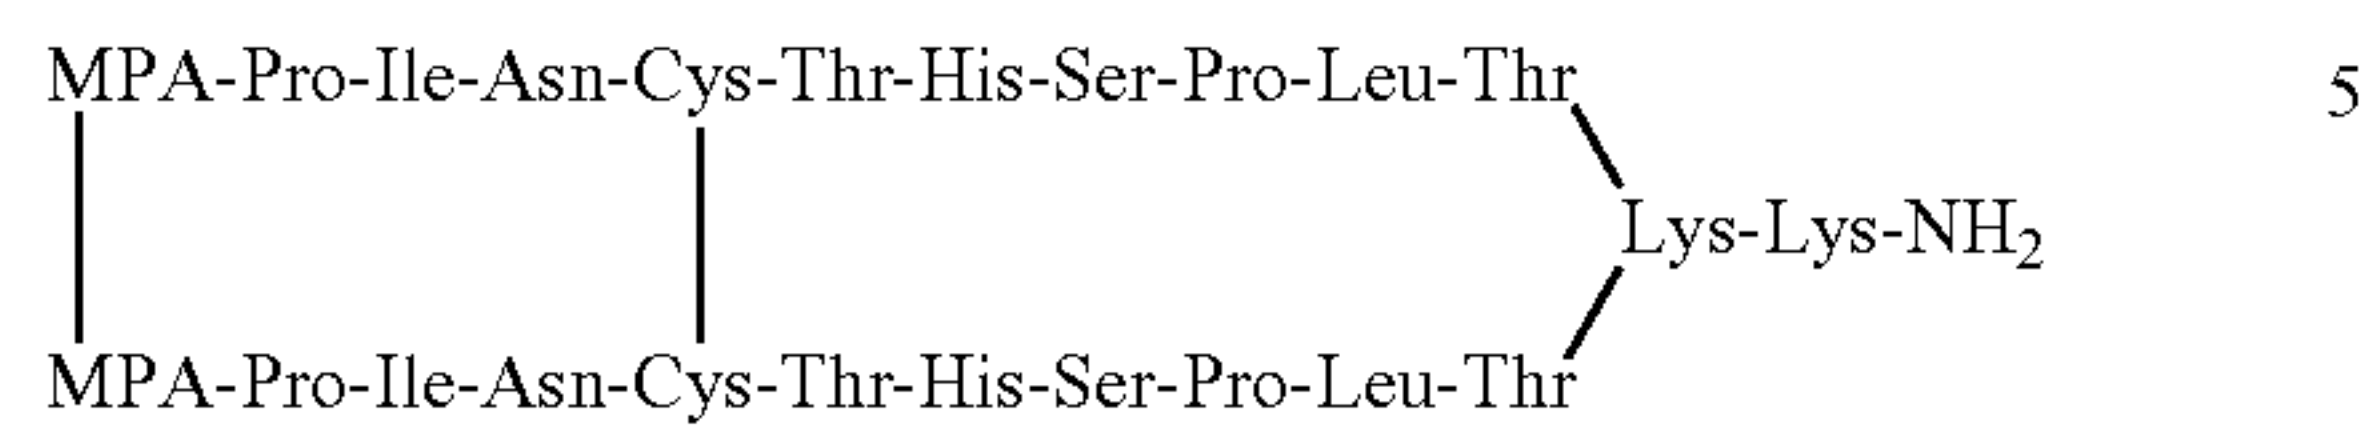 MPA-Pro-Ile-Asn-Cys-Thr-His-Ser-Pro-Leu-Thr 5
Lys-Lys-NH₂
MPA-Pro-Ile-Asn-Cys-Thr-His-Ser-Pro-Leu-Thr